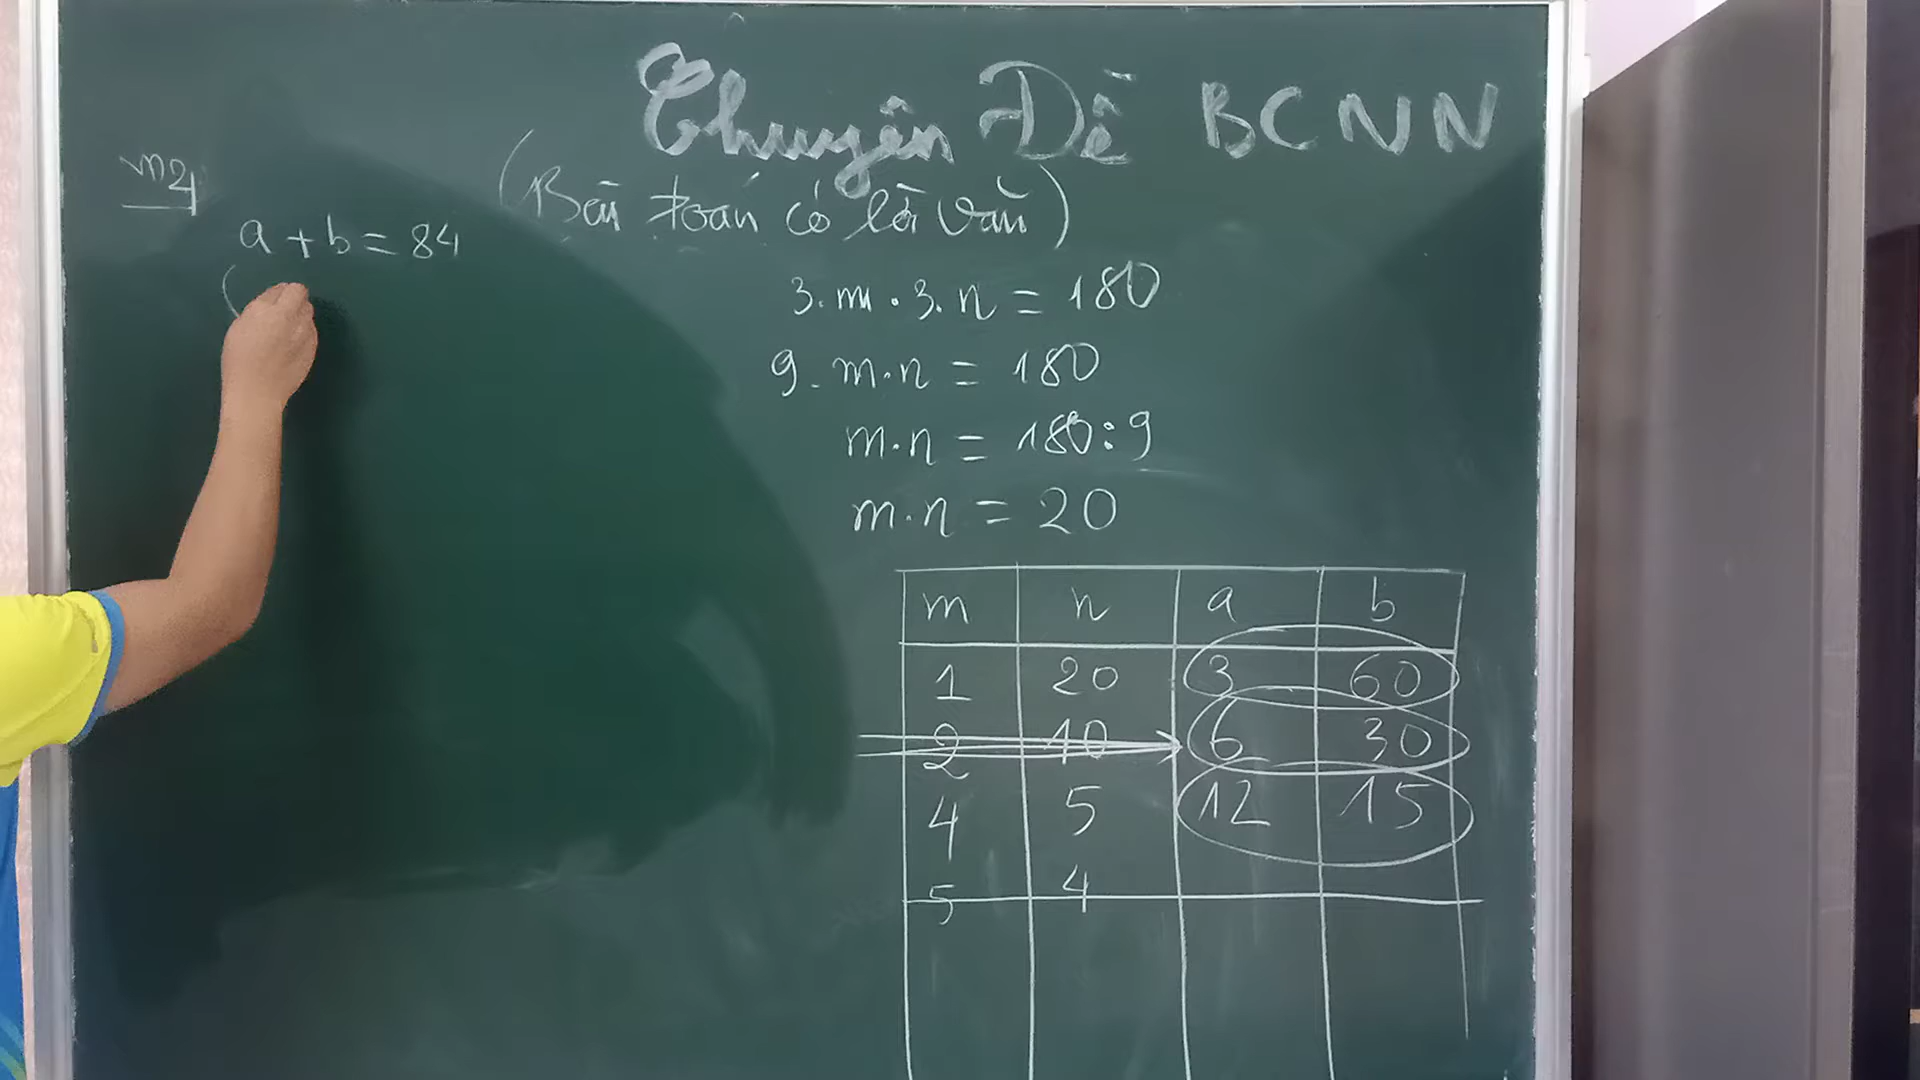 Chuyên Đề BCNN
(Bài toán có lời văn)
m2
a + b = 84
(
3.m.3.n = 180
9.m.n = 180
m.n = 180:9
m.n = 20
m n a b
1 20 3 60
2 10 6 30
4 5 12 15
5 4